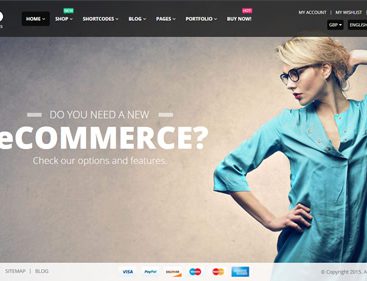 NEW HOT
HOME SHOP SHORTCODES BLOG PAGES PORTFOLIO BUY NOW!
MY ACCOUNT | MY WISHLIST |
GBP ENGLISH
DO YOU NEED A NEW
eCOMMERCE?
Check our options and features.
SITEMAP | BLOG VISA PayPal DISCOVER © Copyright 2015, A